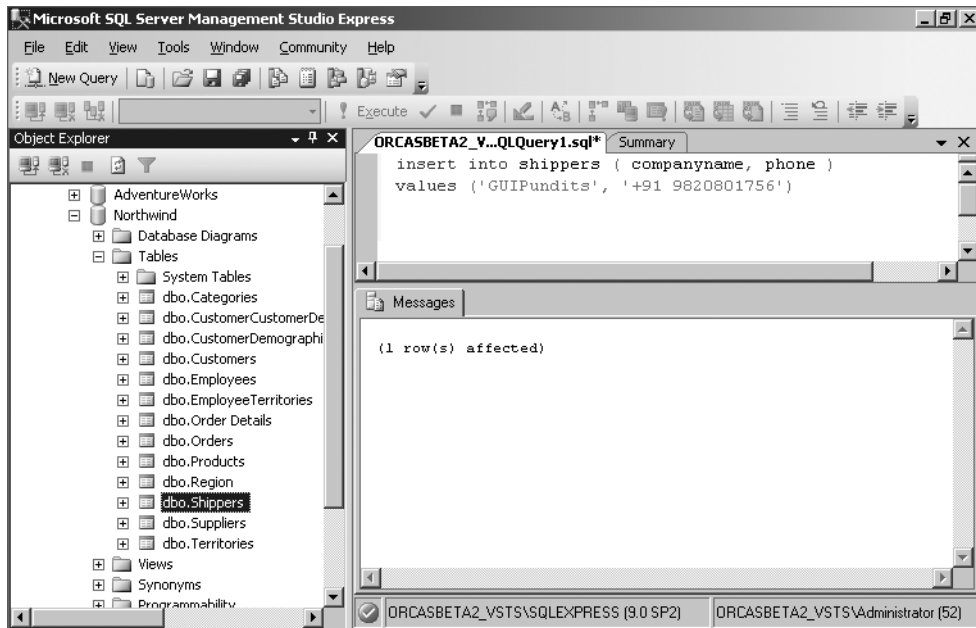 Microsoft SQL Server Management Studio Express
File Edit View Tools Window Community Help
New Query
Execute
Object Explorer
AdventureWorks
Northwind
Database Diagrams
Tables
System Tables
dbo.Categories
dbo.CustomerCustomerDe
dbo.CustomerDemographi
dbo.Customers
dbo.Employees
dbo.EmployeeTerritories
dbo.Order Details
dbo.Orders
dbo.Products
dbo.Region
dbo.Shippers
dbo.Suppliers
dbo.Territories
Views
Synonyms
Programmability
ORCASBETA2_V...QLQuery1.sql* Summary
insert into shippers ( companyname, phone )
values ('GUIPundits', '+91 9820801756')
Messages
(1 row(s) affected)
ORCASBETA2_VSTS\SQLEXPRESS (9.0 SP2) ORCASBETA2_VSTS\Administrator (52)